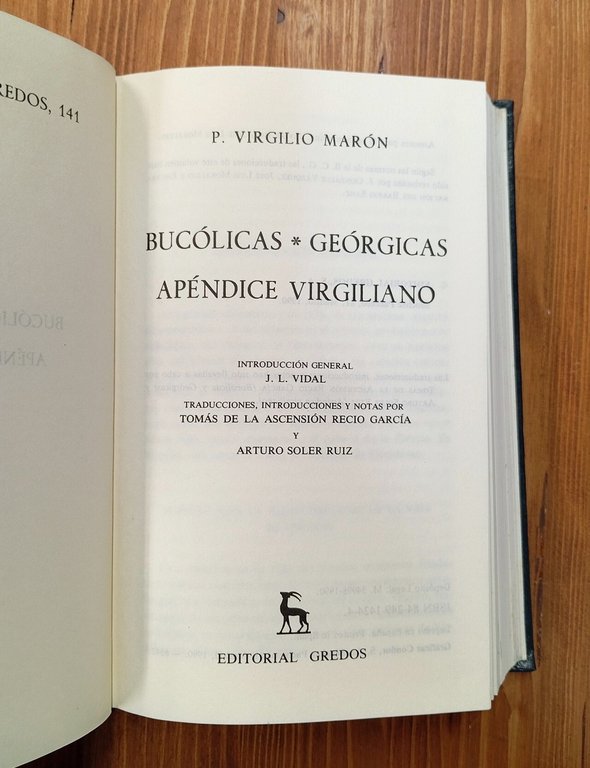 REDOS, 141
P. VIRGILIO MARÓN
BUCÓLICAS * GEÓRGICAS
APÉNDICE VIRGILIANO
INTRODUCCIÓN GENERAL
J. L. VIDAL
TRADUCCIONES, INTRODUCCIONES Y NOTAS POR
TOMÁS DE LA ASCENSIÓN RECIO GARCÍA
Y
ARTURO SOLER RUIZ
EDITORIAL GREDOS